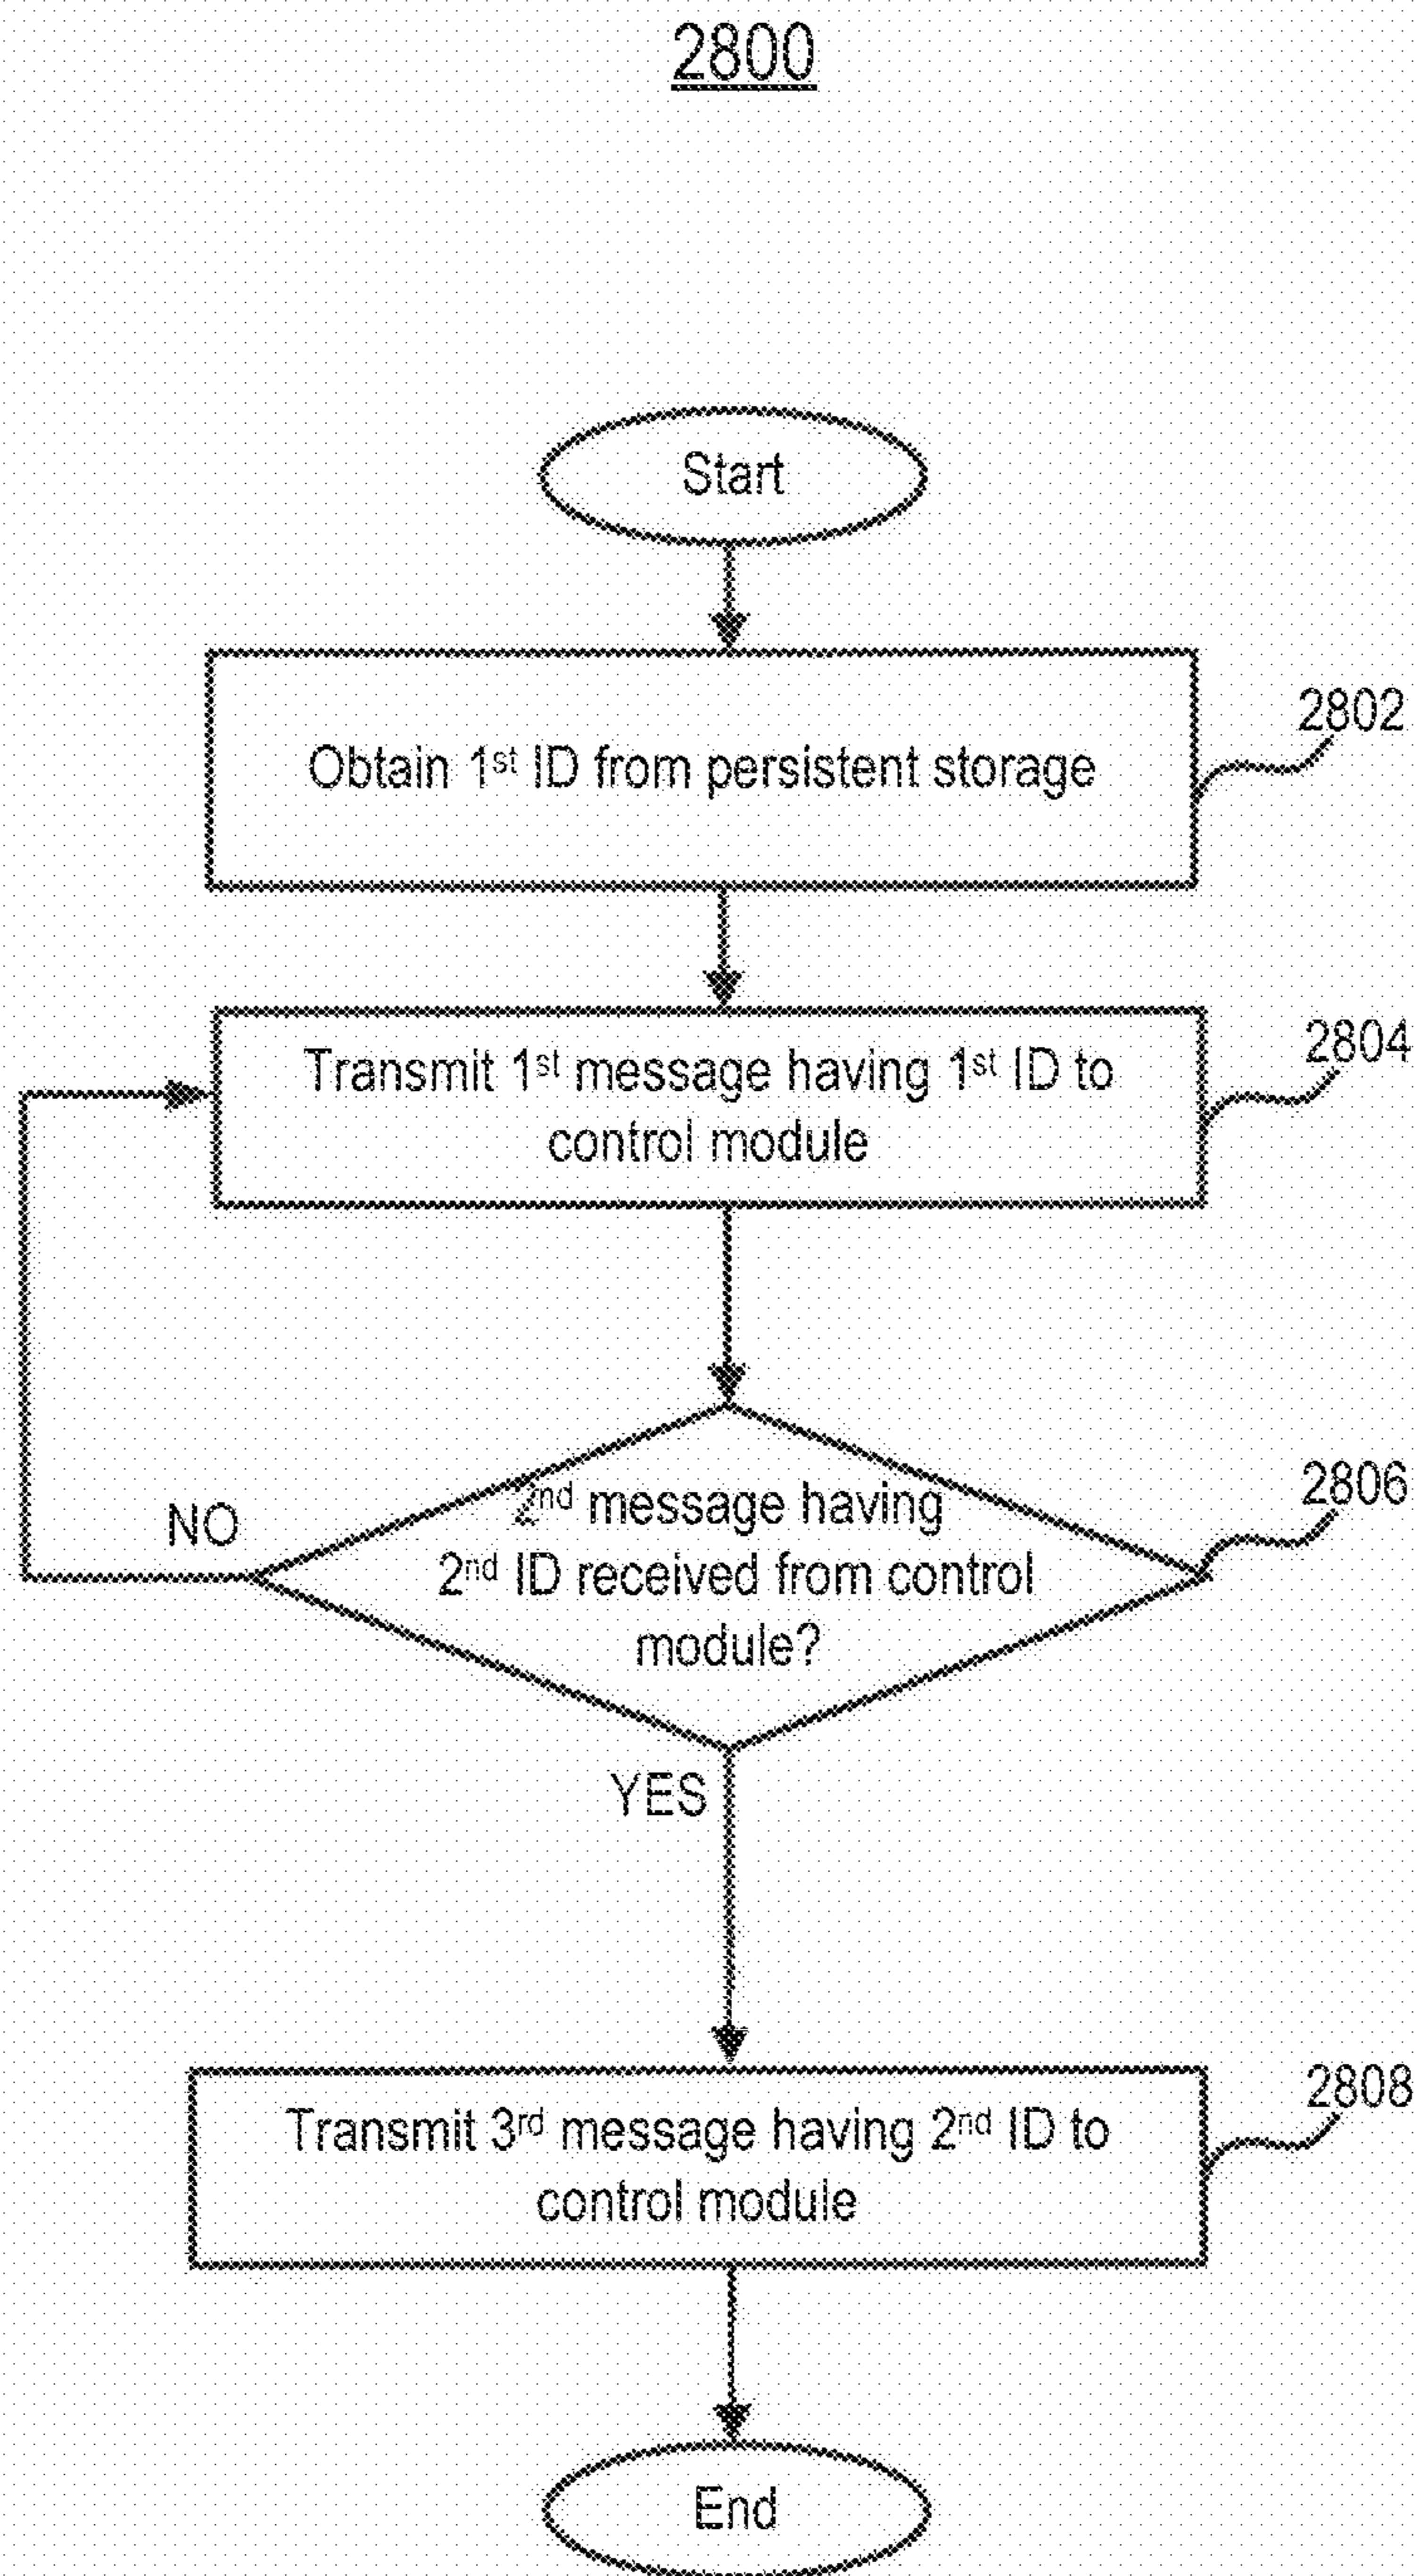 2800
Start
Obtain 1st ID from persistent storage
2802
Transmit 1st message having 1st ID to
control module
2804
2nd message having
2nd ID received from control
module?
2806
NO
YES
Transmit 3rd message having 2nd ID to
control module
2808
End